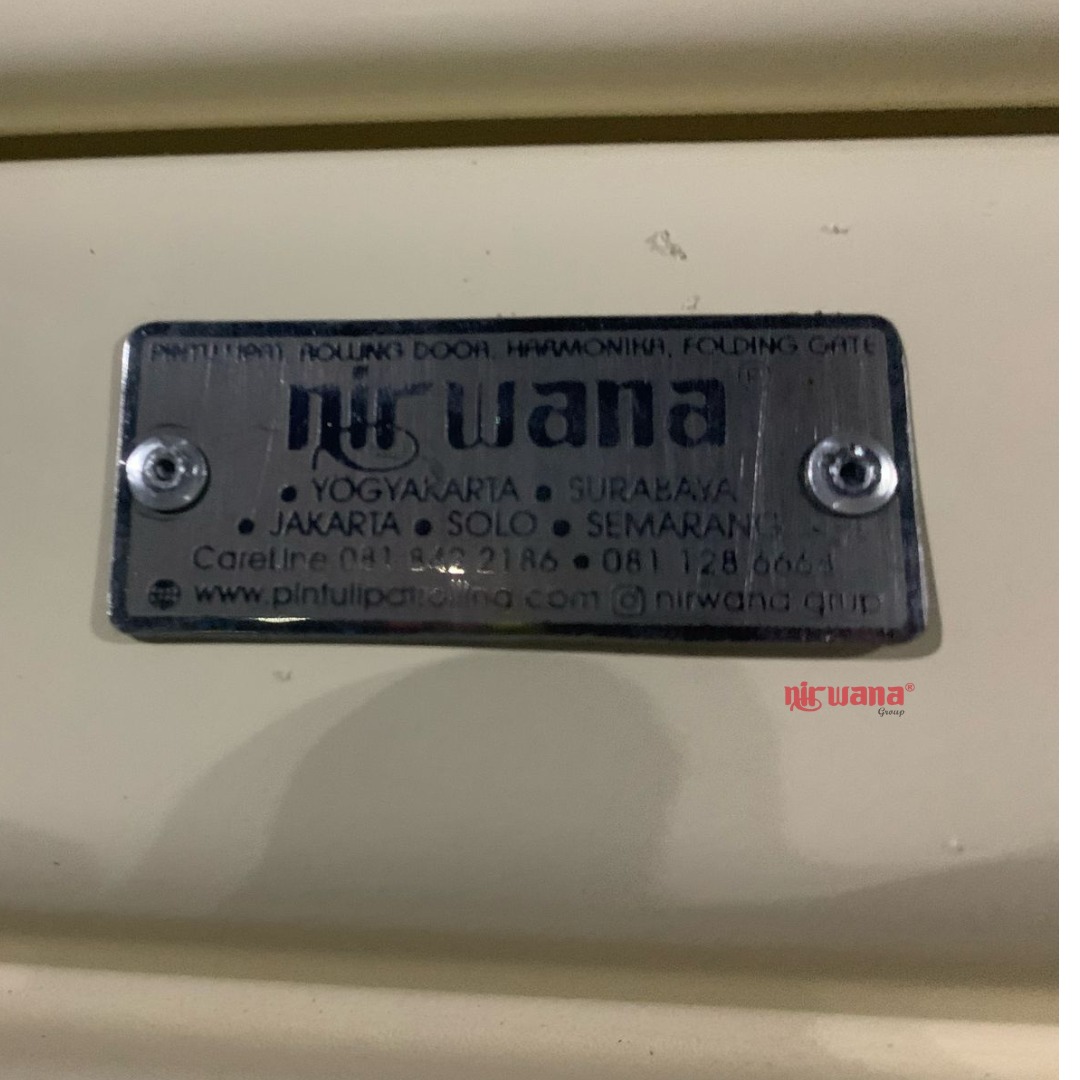 PINTU LIPAT, ROLLING DOOR, HARMONIKA, FOLDING GATE
nirwana ®
• YOGYAKARTA • SURABAYA
• JAKARTA • SOLO • SEMARANG
CareLine 081 842 2186 • 081 128 6664
www.pintulipatrolling.com nirwana grup
nirwana®
Group